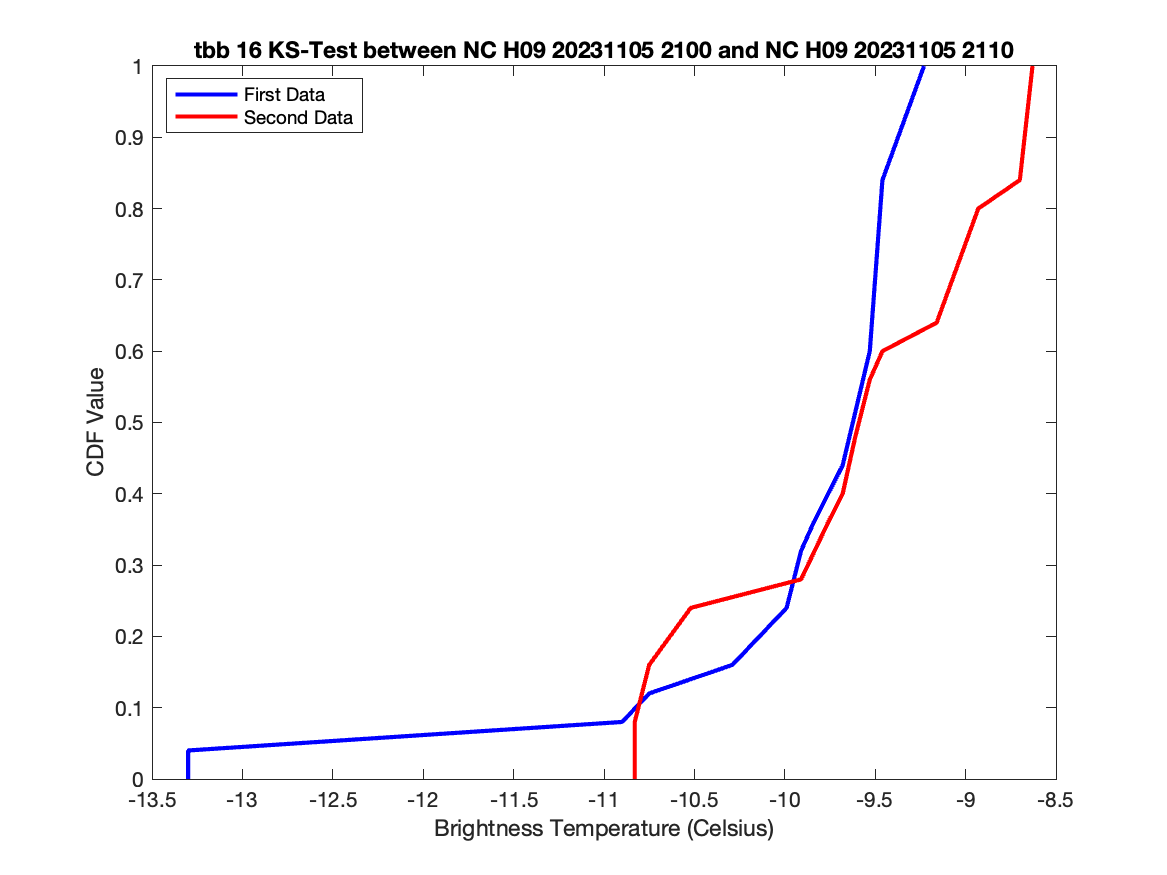 tbb 16 KS-Test between NC H09 20231105 2100 and NC H09 20231105 2110
First Data
Second Data
1
0.9
0.8
0.7
0.6
0.5
0.4
0.3
0.2
0.1
0
CDF Value
-13.5 -13 -12.5 -12 -11.5 -11 -10.5 -10 -9.5 -9 -8.5
Brightness Temperature (Celsius)